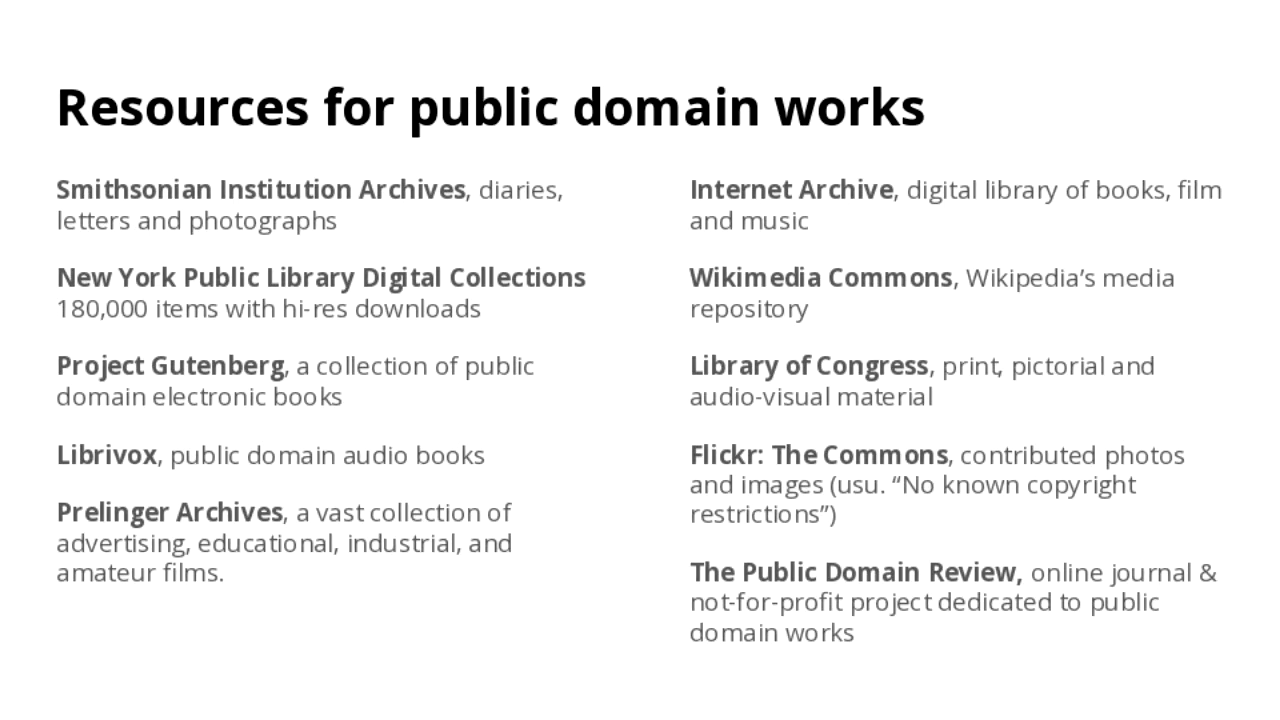 Resources for public domain works
Smithsonian Institution Archives, diaries,
letters and photographs
New York Public Library Digital Collections
180,000 items with hi-res downloads
Project Gutenberg, a collection of public
domain electronic books
Librivox, public domain audio books
Prelinger Archives, a vast collection of
advertising, educational, industrial, and
amateur films.
Internet Archive, digital library of books, film
and music
Wikimedia Commons, Wikipedia’s media
repository
Library of Congress, print, pictorial and
audio-visual material
Flickr: The Commons, contributed photos
and images (usu. “No known copyright
restrictions”)
The Public Domain Review, online journal &
not-for-profit project dedicated to public
domain works